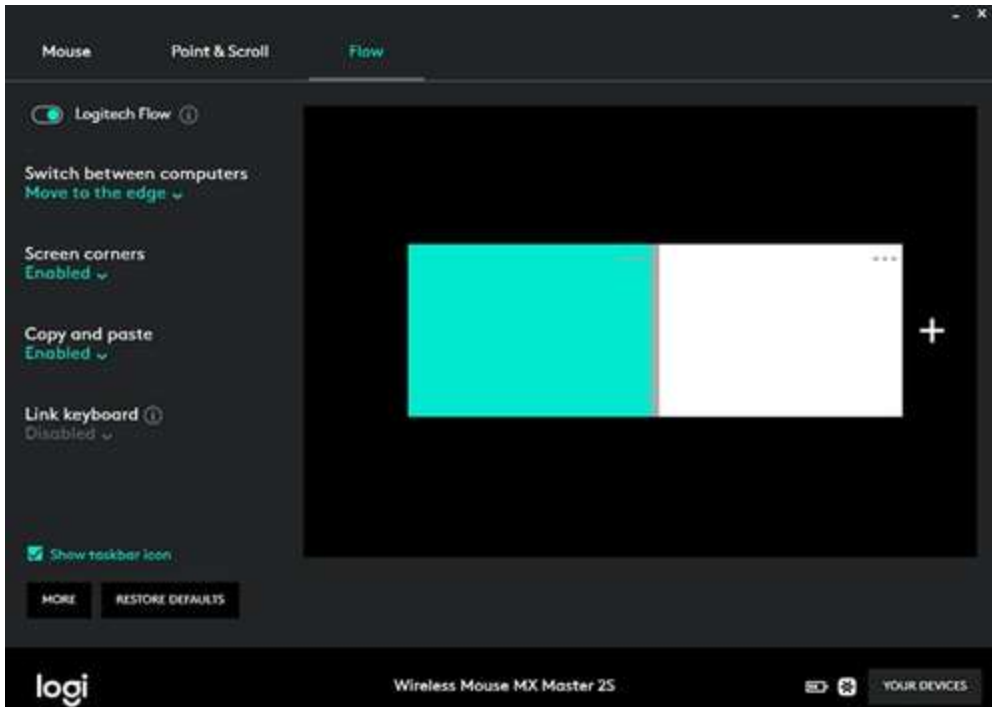 Mouse Point & Scroll Flow
Logitech Flow
Switch between computers
Move to the edge
Screen corners
Enabled
Copy and paste
Enabled
Link keyboard
Disabled
Show taskbar icon
MORE RESTORE DEFAULTS
logi Wireless Mouse MX Master 2S YOUR DEVICES